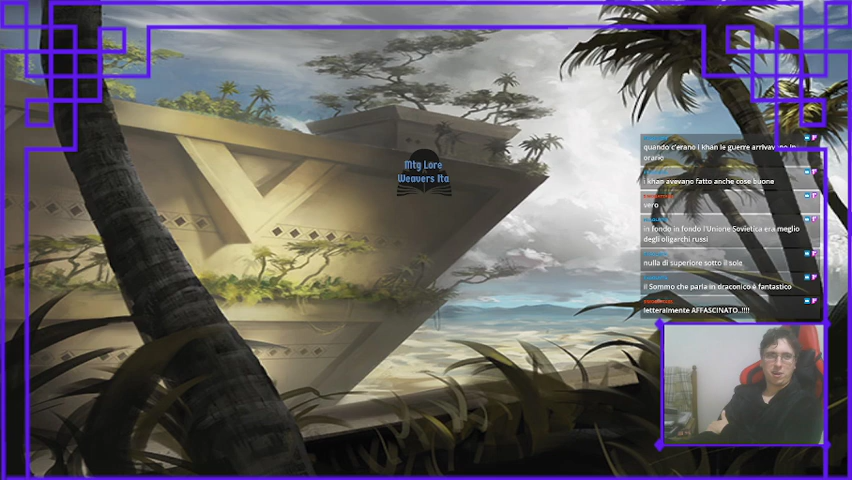 Mtg Lore
Weavers Ita
quando c'erano i khan le guerre arrivavano in
orario
i khan avevano fatto anche cose buone
vero
in fondo in fondo l'Unione Sovietica era meglio
degli oligarchi russi
nulla di superiore sotto il sole
il Sommo che parla in draconico è fantastico
letteralmente AFFASCINATO..!!!!